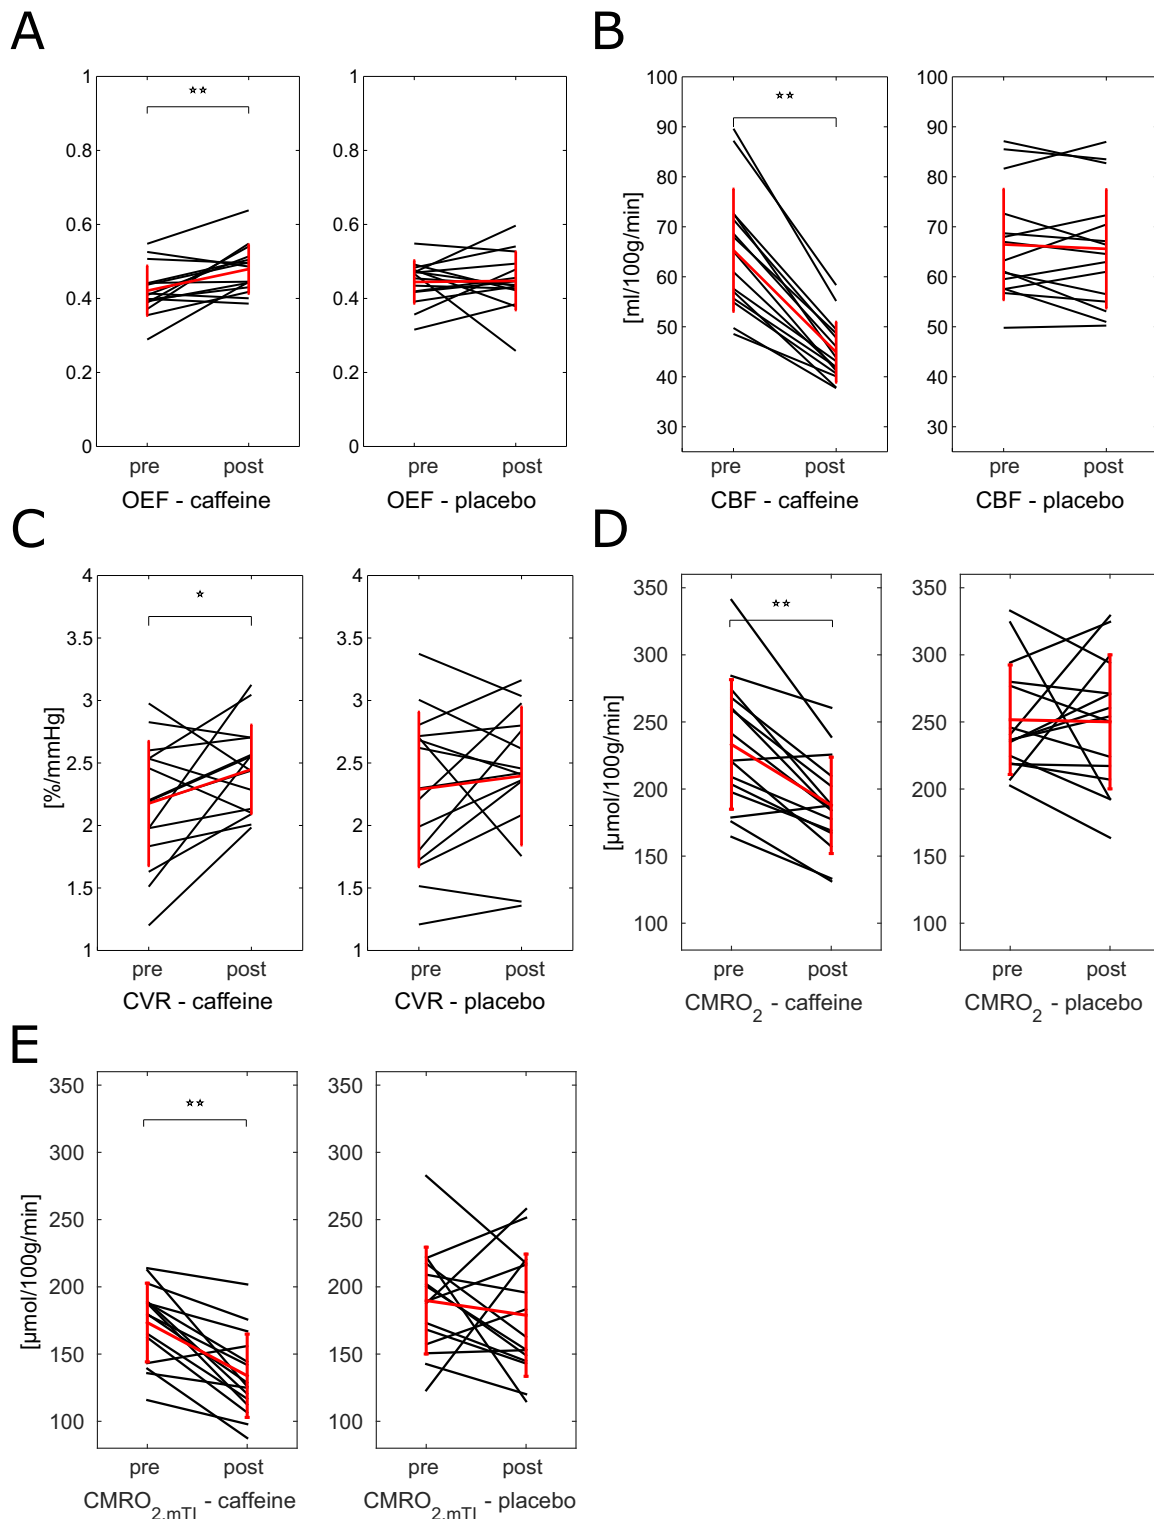 A
1
0.8
0.6
0.4
0.2
0
**
pre post
OEF - caffeine
1
0.8
0.6
0.4
0.2
0
pre post
OEF - placebo
B
[ml/100g/min]
100
90
80
70
60
50
40
30
**
pre post
CBF - caffeine
100
90
80
70
60
50
40
30
pre post
CBF - placebo
C
[%/mmHg]
4
3.5
3
2.5
2
1.5
1
*
pre post
CVR - caffeine
4
3.5
3
2.5
2
1.5
1
pre post
CVR - placebo
D
[µmol/100g/min]
350
300
250
200
150
100
**
pre post
CMRO2 - caffeine
350
300
250
200
150
100
pre post
CMRO2 - placebo
E
[µmol/100g/min]
350
300
250
200
150
100
**
pre post
CMRO2,mTI - caffeine
350
300
250
200
150
100
pre post
CMRO2,mTI - placebo